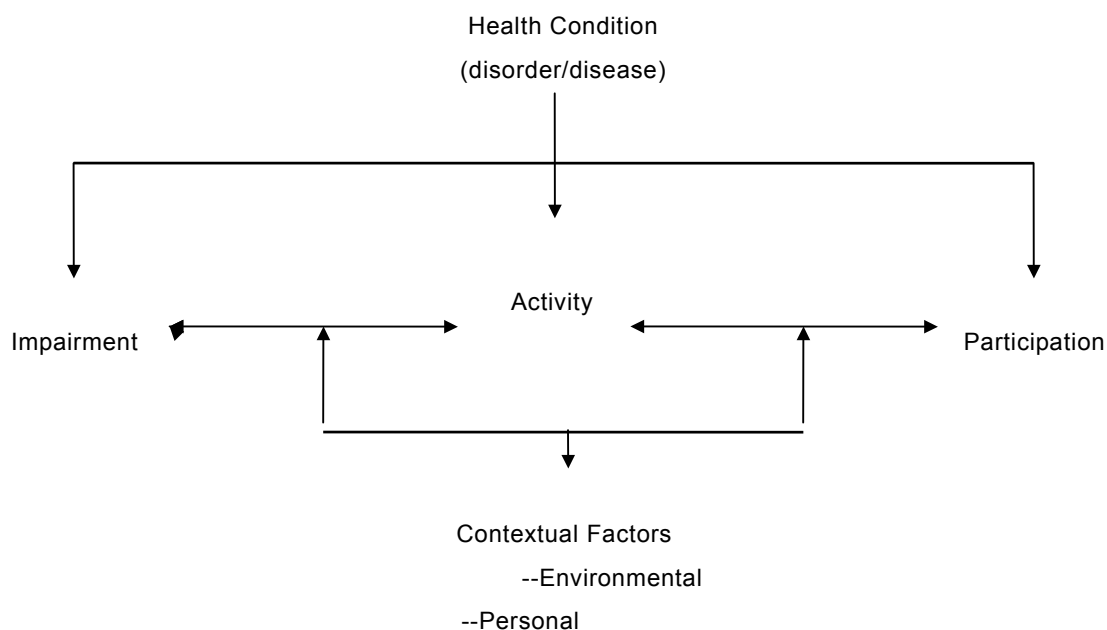 Health Condition
(disorder/disease)
Activity
Impairment
Participation
Contextual Factors
--Environmental
--Personal